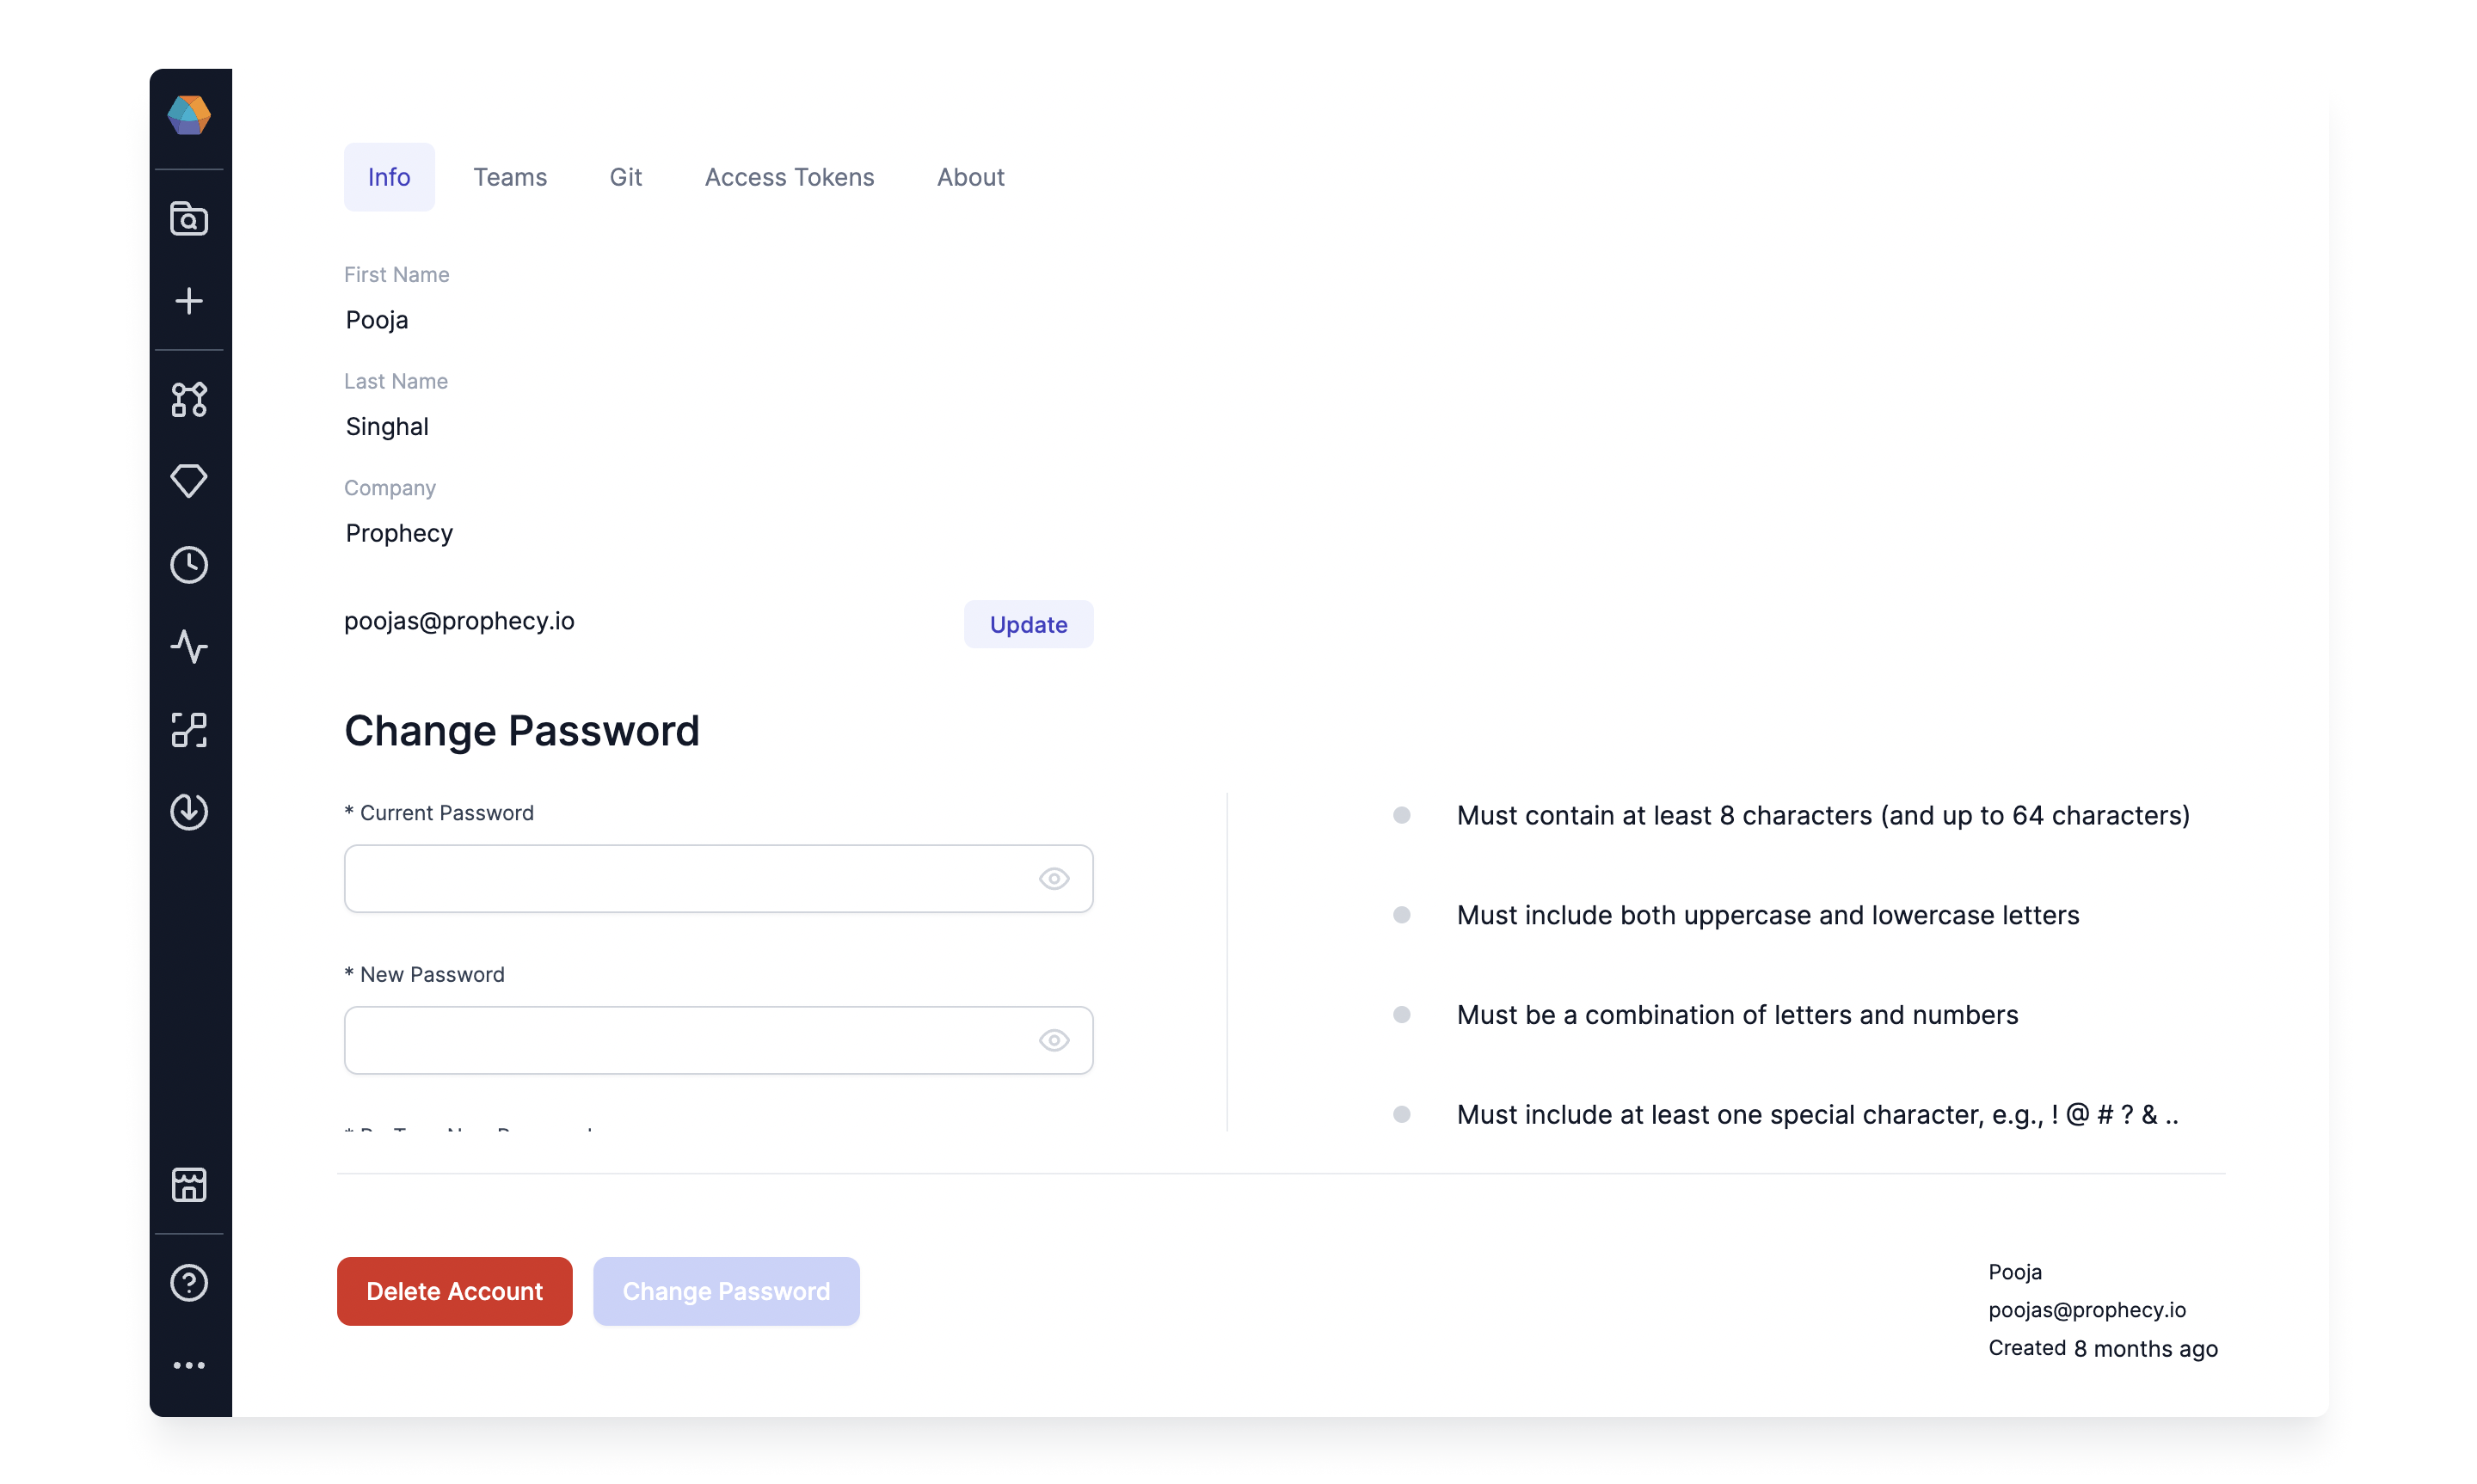 Info Teams Git Access Tokens About
First Name
Pooja
Last Name
Singhal
Company
Prophecy
poojas@prophecy.io
Update
Change Password
* Current Password
* New Password
Must contain at least 8 characters (and up to 64 characters)
Must include both uppercase and lowercase letters
Must be a combination of letters and numbers
Must include at least one special character, e.g., ! @ # ? & ..
Delete Account
Change Password
Pooja
poojas@prophecy.io
Created 8 months ago